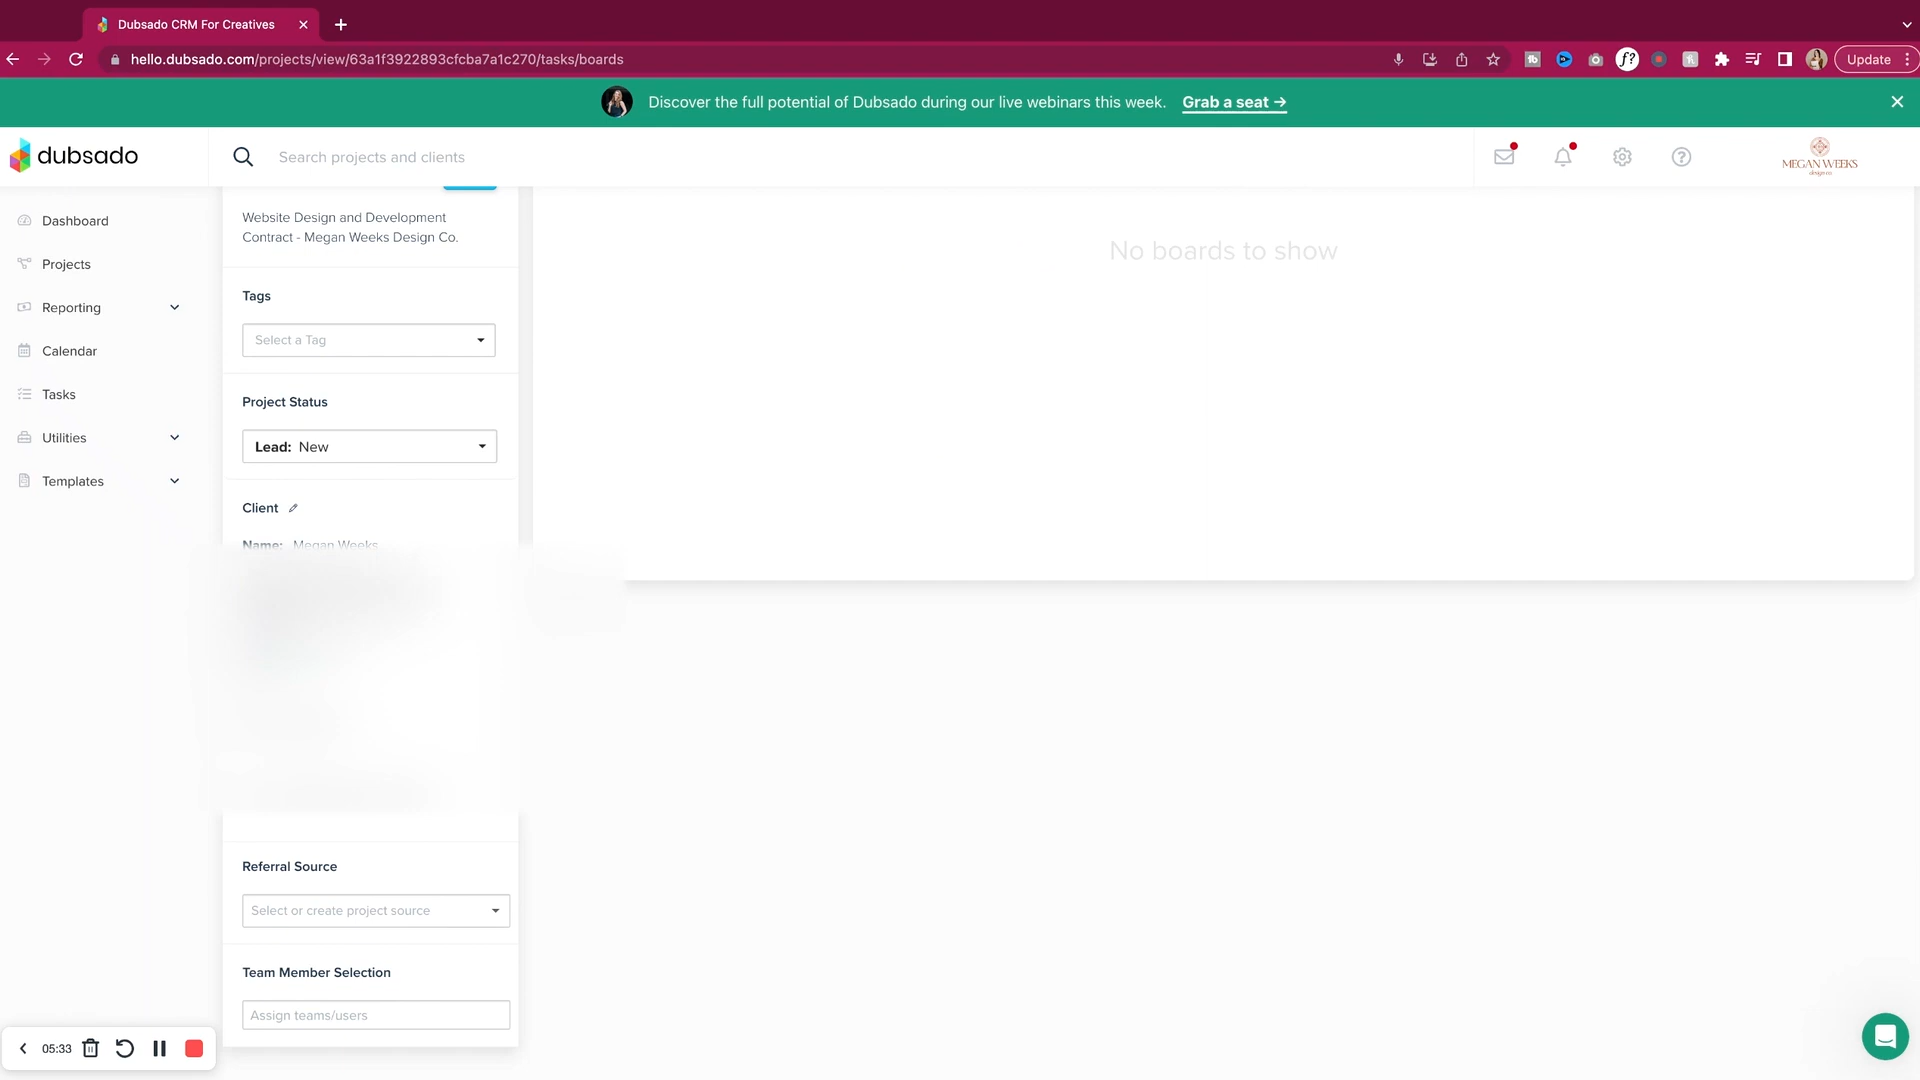 Dubsado CRM For Creatives
hello.dubsado.com/projects/view/63a1f3922893cfcba7a1c270/tasks/boards
Update
Discover the full potential of Dubsado during our live webinars this week. Grab a seat →
dubsado
Search projects and clients
MEGAN WEEKS
design co
Dashboard
Projects
Reporting
Calendar
Tasks
Utilities
Templates
Website Design and Development
Contract - Megan Weeks Design Co.
Tags
Select a Tag
Project Status
Lead: New
Client
Name: Megan Weeks
Referral Source
Select or create project source
Team Member Selection
Assign teams/users
No boards to show
05:33